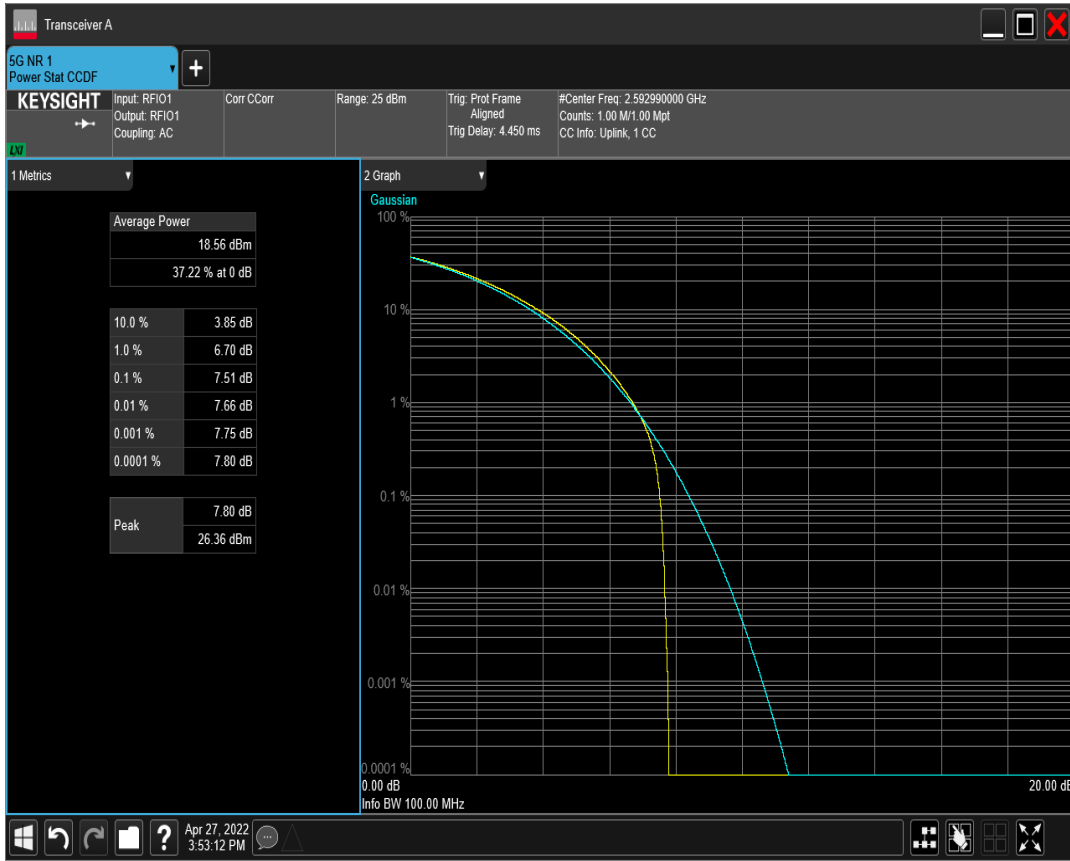 Transceiver A
5G NR 1
Power Stat CCDF
+
KEYSIGHT
LXI
Input: RFIO1
Output: RFIO1
Coupling: AC
Corr CCorr
Range: 25 dBm
Trig: Prot Frame
Aligned
Trig Delay: 4.450 ms
#Center Freq: 2.592990000 GHz
Counts: 1.00 M/1.00 Mpt
CC Info: Uplink, 1 CC
1 Metrics
Average Power
18.56 dBm
37.22 % at 0 dB
10.0 % 3.85 dB
1.0 % 6.70 dB
0.1 % 7.51 dB
0.01 % 7.66 dB
0.001 % 7.75 dB
0.0001 % 7.80 dB
Peak
7.80 dB
26.36 dBm
2 Graph
Gaussian
100 %
10 %
1 %
0.1 %
0.01 %
0.001 %
0.0001 %
0.00 dB 20.00 dB
Info BW 100.00 MHz
?
Apr 27, 2022
3:53:12 PM